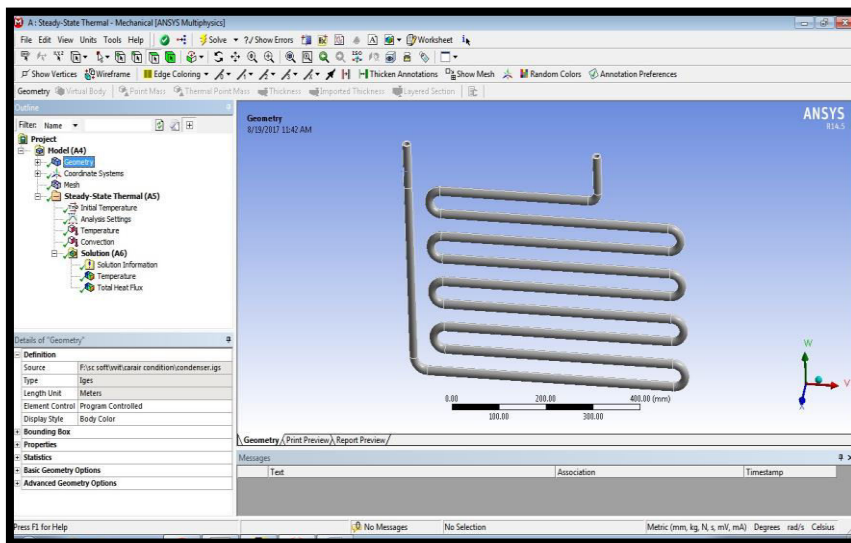 A : Steady-State Thermal - Mechanical [ANSYS Multiphysics]
File Edit View Units Tools Help Solve ?/ Show Errors Worksheet
Show Vertices Wireframe Edge Coloring Thicken Annotations Show Mesh Random Colors Annotation Preferences
Geometry Virtual Body Point Mass Thermal Point Mass Thickness Imported Thickness Layered Section
Outline
Filter: Name
Project
Model (A4)
Geometry
Coordinate Systems
Mesh
Steady-State Thermal (A5)
Initial Temperature
Analysis Settings
Temperature
Convection
Solution (A6)
Solution Information
Temperature
Total Heat Flux
Geometry
8/19/2017 11:42 AM
ANSYS
R14.5
W
V
X
0.00 200.00 400.00 (mm)
100.00 300.00
Details of "Geometry"
Definition
Source F:\sc soft\vvit\carair condition\condenser.igs
Type Iges
Length Unit Meters
Element Control Program Controlled
Display Style Body Color
Bounding Box
Properties
Statistics
Basic Geometry Options
Advanced Geometry Options
Geometry Print Preview Report Preview
Messages
Text Association Timestamp
Press F1 for Help No Messages No Selection Metric (mm, kg, N, s, mV, mA) Degrees rad/s Celsius